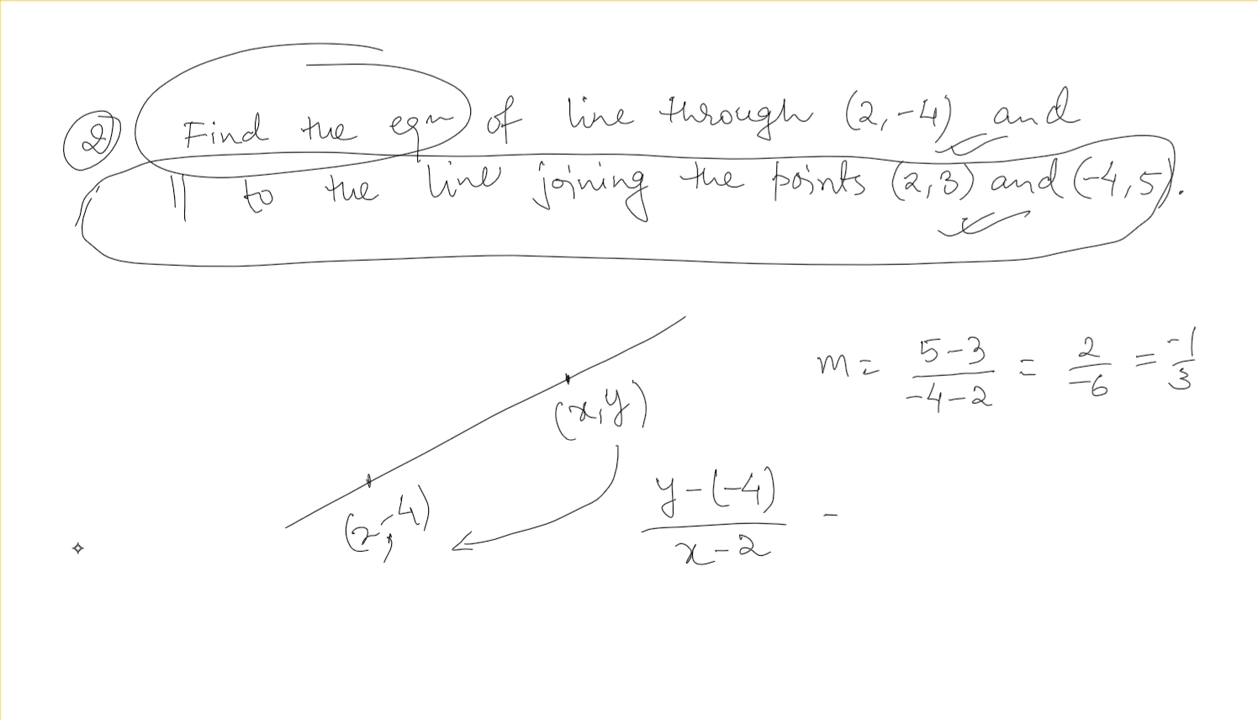 ② Find the eqn of line through (2,-4) and
|| to the line joining the points (2,3) and (-4,5).
m = 5-3/-4-2 = 2/-6 = -1/3
(x,y)
(2,-4)
y-(-4)/x-2 -